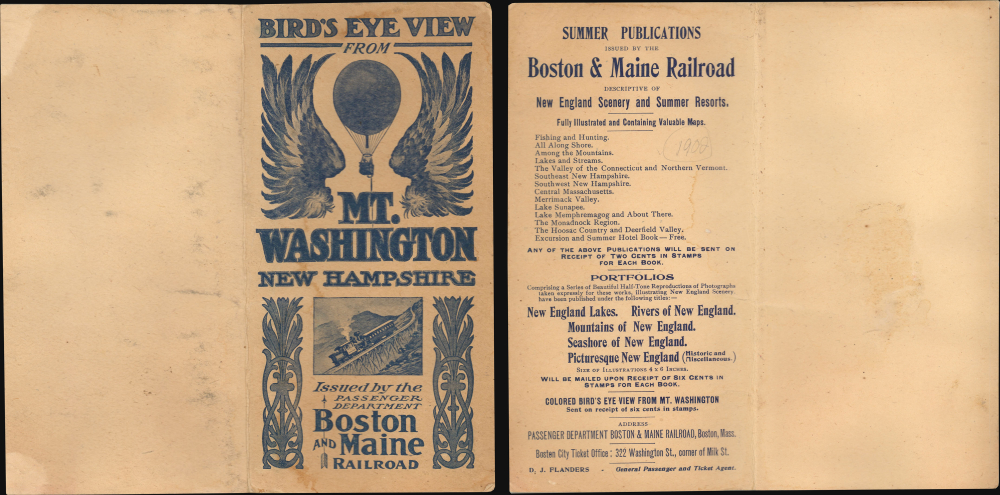 BIRD'S EYE VIEW
FROM
MT.
WASHINGTON
NEW HAMPSHIRE
Issued by the
PASSENGER
DEPARTMENT
Boston
AND Maine
RAILROAD
SUMMER PUBLICATIONS
ISSUED BY THE
Boston & Maine Railroad
DESCRIPTIVE OF
New England Scenery and Summer Resorts.
Fully Illustrated and Containing Valuable Maps.
Fishing and Hunting.
All Along Shore.
(1902)
Among the Mountains.
Lakes and Streams.
The Valley of the Connecticut and Northern Vermont.
Southeast New Hampshire.
Southwest New Hampshire.
Central Massachusetts.
Merrimack Valley.
Lake Sunapee.
Lake Memphremagog and About There.
The Monadnock Region.
The Hoosac Country and Deerfield Valley.
Excursion and Summer Hotel Book — Free.
ANY OF THE ABOVE PUBLICATIONS WILL BE SENT ON
RECEIPT OF TWO CENTS IN STAMPS
FOR EACH BOOK.
PORTFOLIOS
Comprising a Series of Beautiful Half-Tone Reproductions of Photographs
taken expressly for these works, illustrating New England Scenery
have been published under the following titles:—
New England Lakes. Rivers of New England.
Mountains of New England.
Seashore of New England.
Picturesque New England (Historic and Miscellaneous.)
SIZE OF ILLUSTRATIONS 4 x 6 INCHES.
WILL BE MAILED UPON RECEIPT OF SIX CENTS IN
STAMPS FOR EACH BOOK.
COLORED BIRD'S EYE VIEW FROM MT. WASHINGTON
Sent on receipt of six cents in stamps.
ADDRESS
PASSENGER DEPARTMENT BOSTON & MAINE RAILROAD, Boston, Mass.
Boston City Ticket Office: 322 Washington St., corner of Milk St.
D. J. FLANDERS - General Passenger and Ticket Agent.